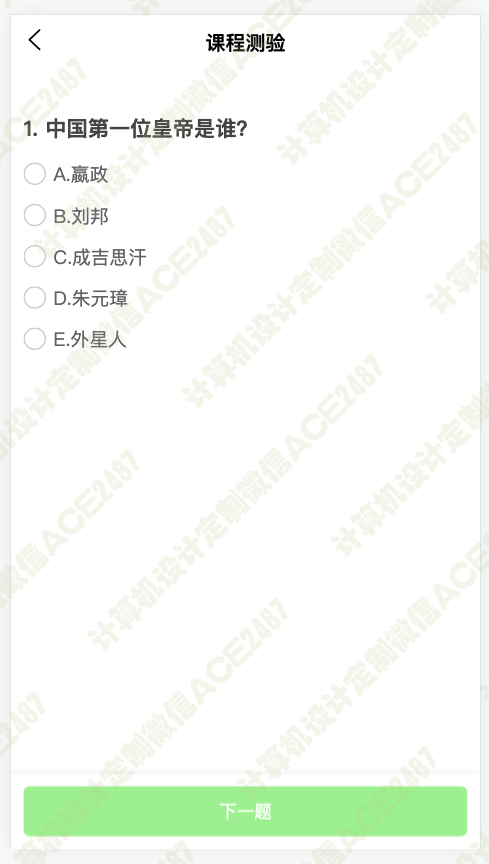 课程测验
1. 中国第一位皇帝是谁?
A.嬴政
B.刘邦
C.成吉思汗
D.朱元璋
E.外星人
下一题
计算机设计定制微信ACE2487